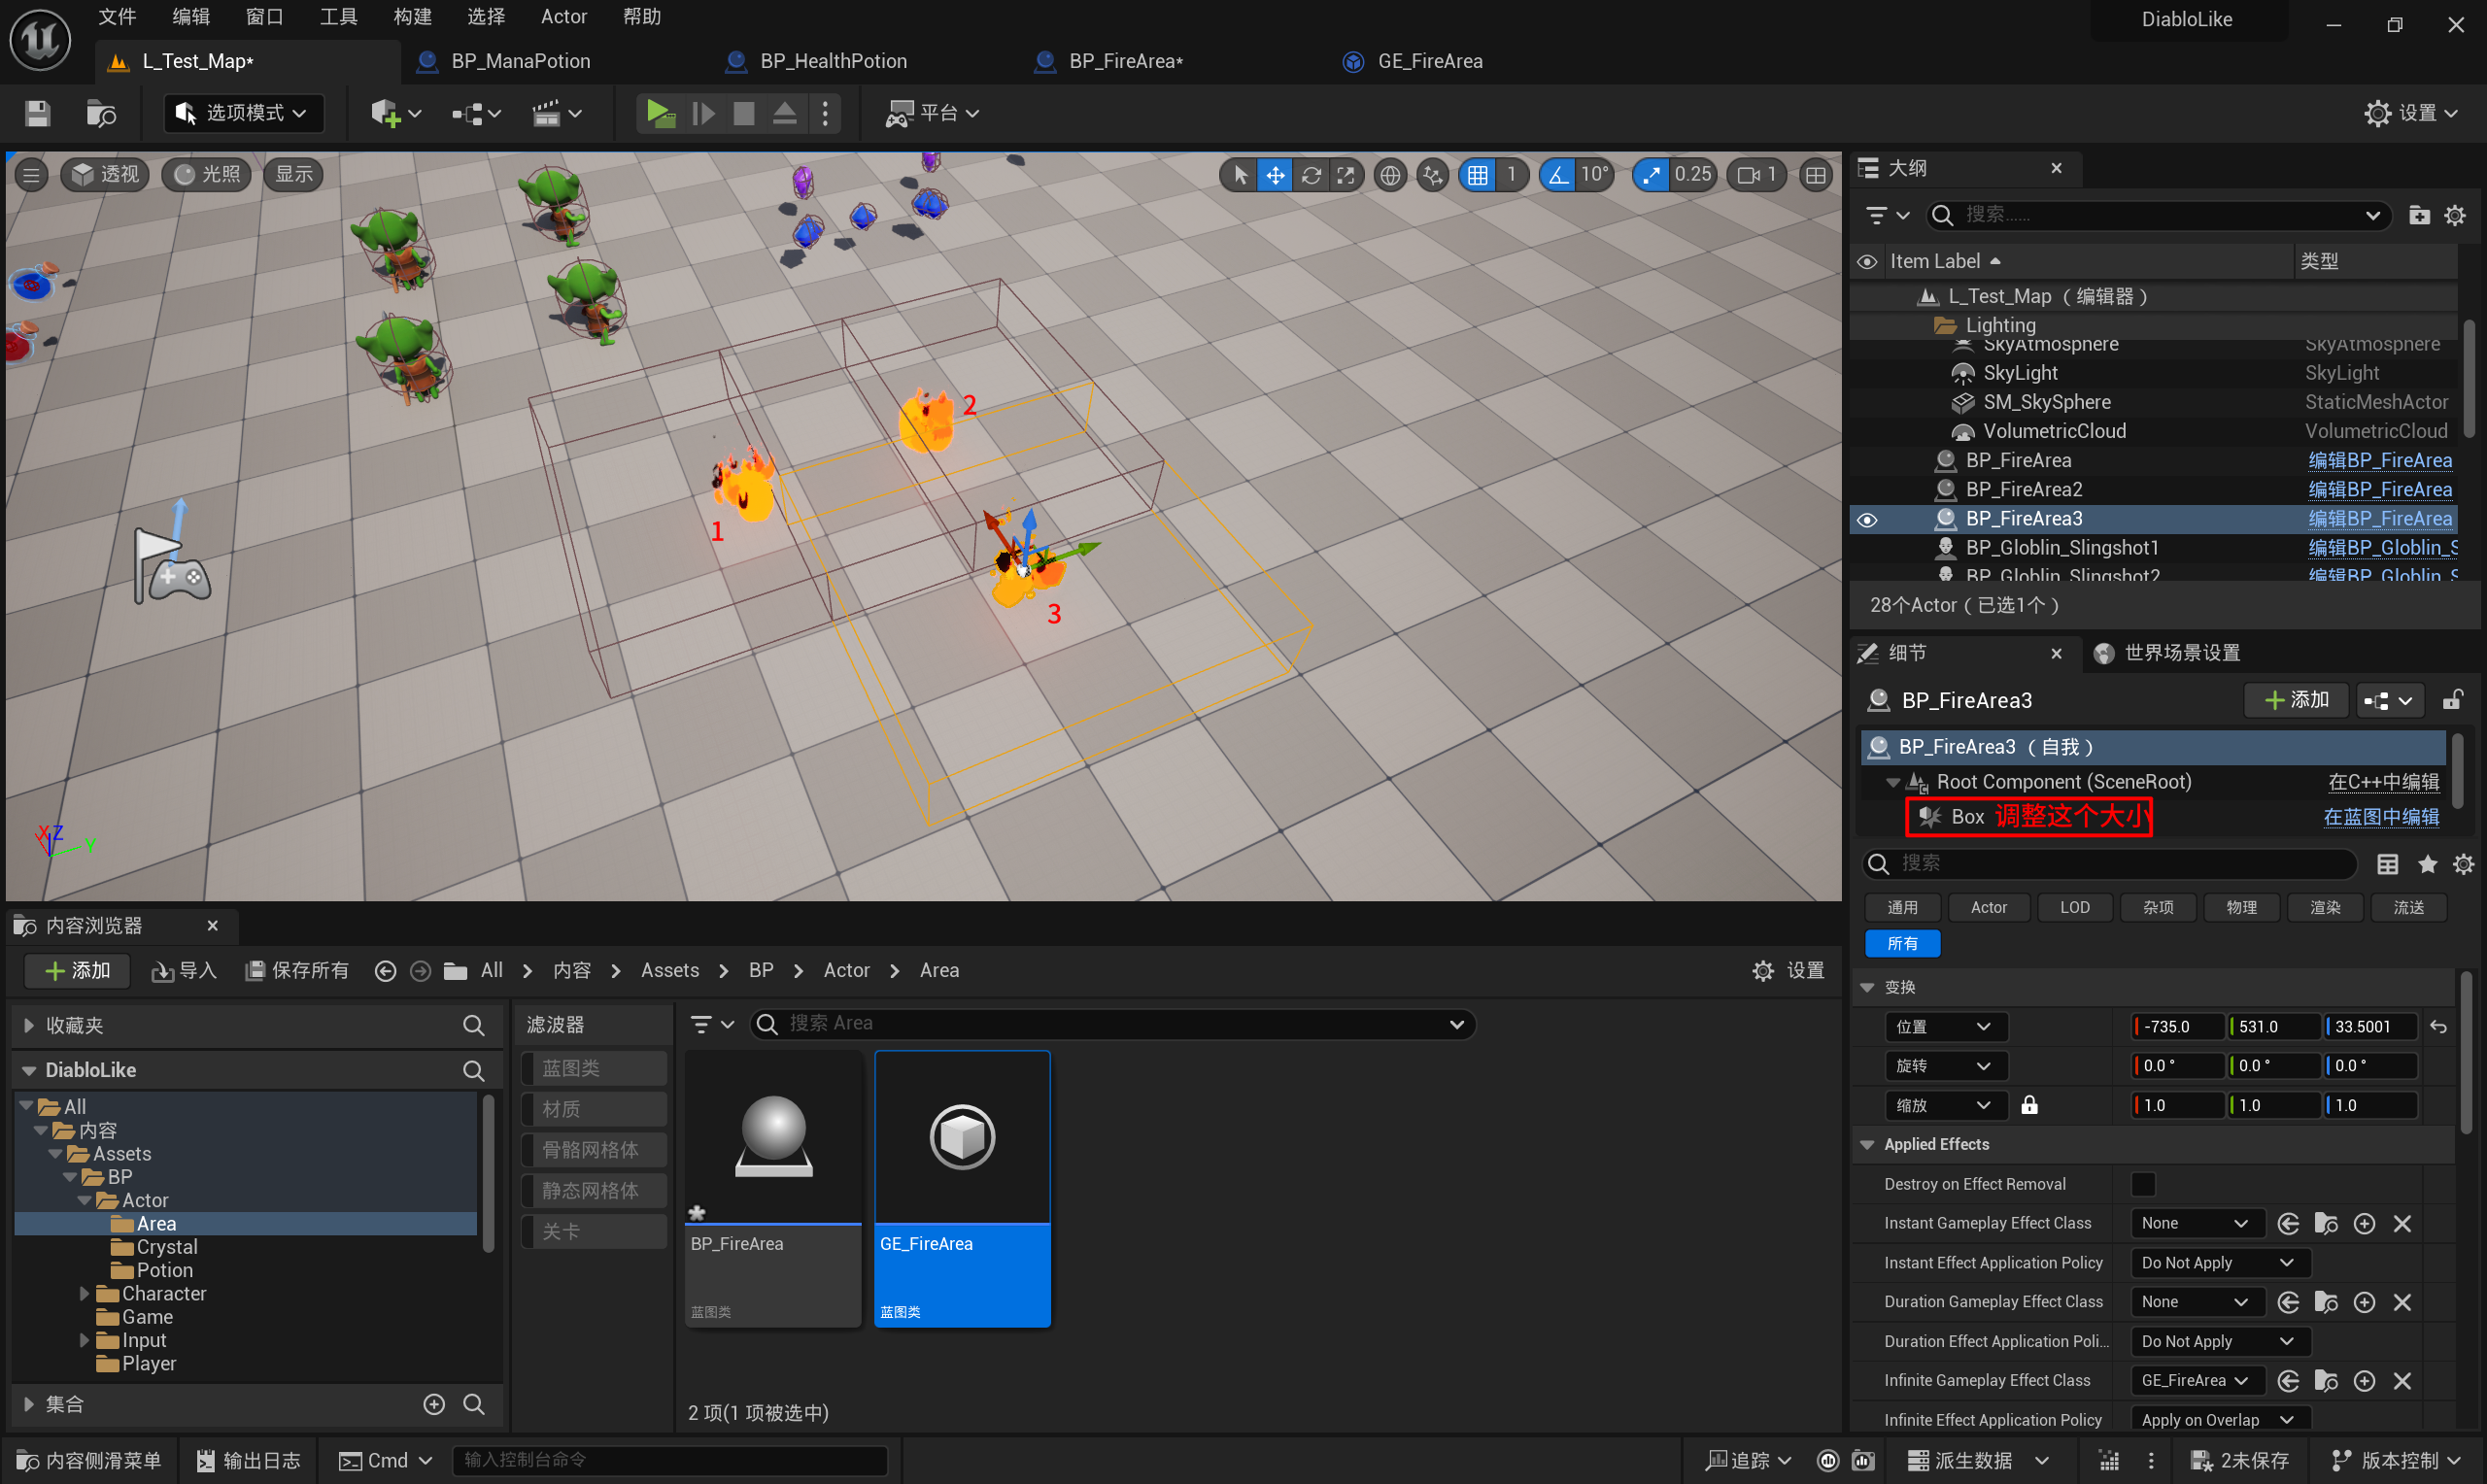 文件 编辑 窗口 工具 构建 选择 Actor 帮助
DiabloLike
L_Test_Map* BP_ManaPotion BP_HealthPotion BP_FireArea* GE_FireArea
选项模式 平台 设置
透视 光照 显示 1 10° 0.25 1
1
2
3
X Z Y
大纲
搜索......
Item Label 类型
L_Test_Map（编辑器）
Lighting
SkyAtmosphere SkyAtmosphere
SkyLight SkyLight
SM_SkySphere StaticMeshActor
VolumetricCloud VolumetricCloud
BP_FireArea 编辑BP_FireArea
BP_FireArea2 编辑BP_FireArea
BP_FireArea3 编辑BP_FireArea
BP_Globlin_Slingshot1 编辑BP_Globlin_S
BP_Globlin_Slingshot2 编辑BP_Globlin_S
28个Actor（已选1个）
细节 世界场景设置
BP_FireArea3 添加
BP_FireArea3（自我）
Root Component (SceneRoot) 在C++中编辑
Box 调整这个大小 在蓝图中编辑
搜索
通用 Actor LOD 杂项 物理 渲染 流送
所有
变换
位置 -735.0 531.0 33.5001
旋转 0.0 ° 0.0 ° 0.0 °
缩放 1.0 1.0 1.0
Applied Effects
Destroy on Effect Removal
Instant Gameplay Effect Class None
Instant Effect Application Policy Do Not Apply
Duration Gameplay Effect Class None
Duration Effect Application Poli... Do Not Apply
Infinite Gameplay Effect Class GE_FireArea
Infinite Effect Application Policy Apply on Overlap
内容浏览器
添加 导入 保存所有 All 内容 Assets BP Actor Area 设置
收藏夹
DiabloLike
All
内容
Assets
BP
Actor
Area
Crystal
Potion
Character
Game
Input
Player
集合
滤波器
蓝图类
材质
骨骼网格体
静态网格体
关卡
搜索 Area
BP_FireArea
蓝图类
GE_FireArea
蓝图类
2 项(1 项被选中)
内容侧滑菜单 输出日志 Cmd 输入控制台命令 追踪 派生数据 2未保存 版本控制